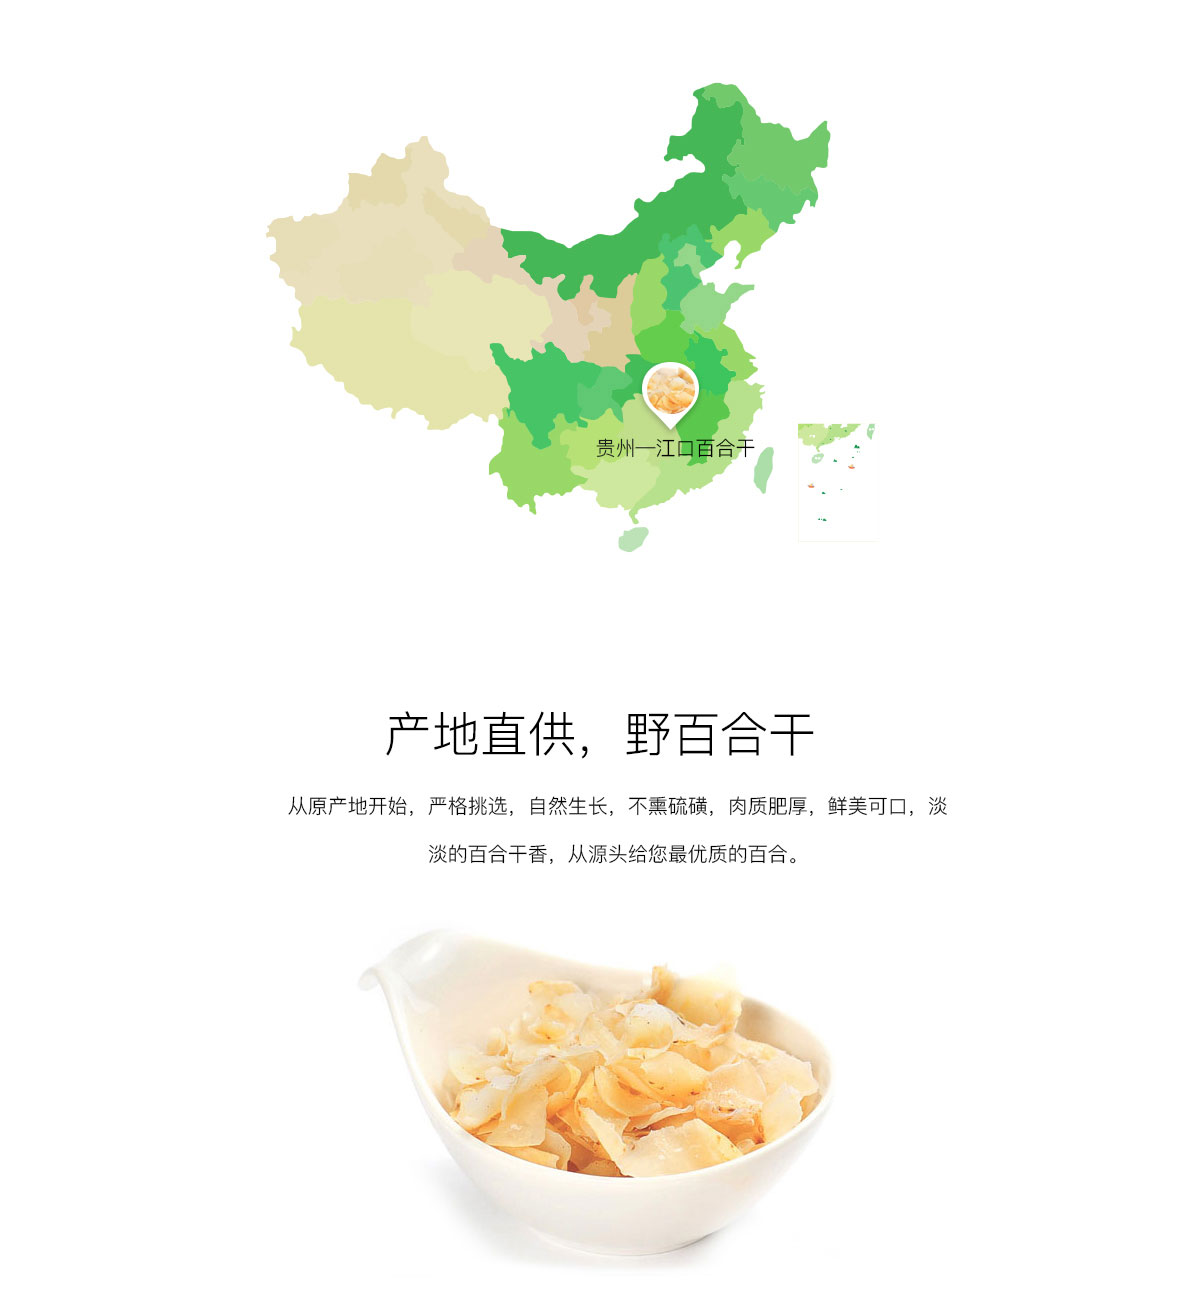 贵州—江口百合干
产地直供，野百合干
从原产地开始，严格挑选，自然生长，不熏硫磺，肉质肥厚，鲜美可口，淡
淡的百合干香，从源头给您最优质的百合。